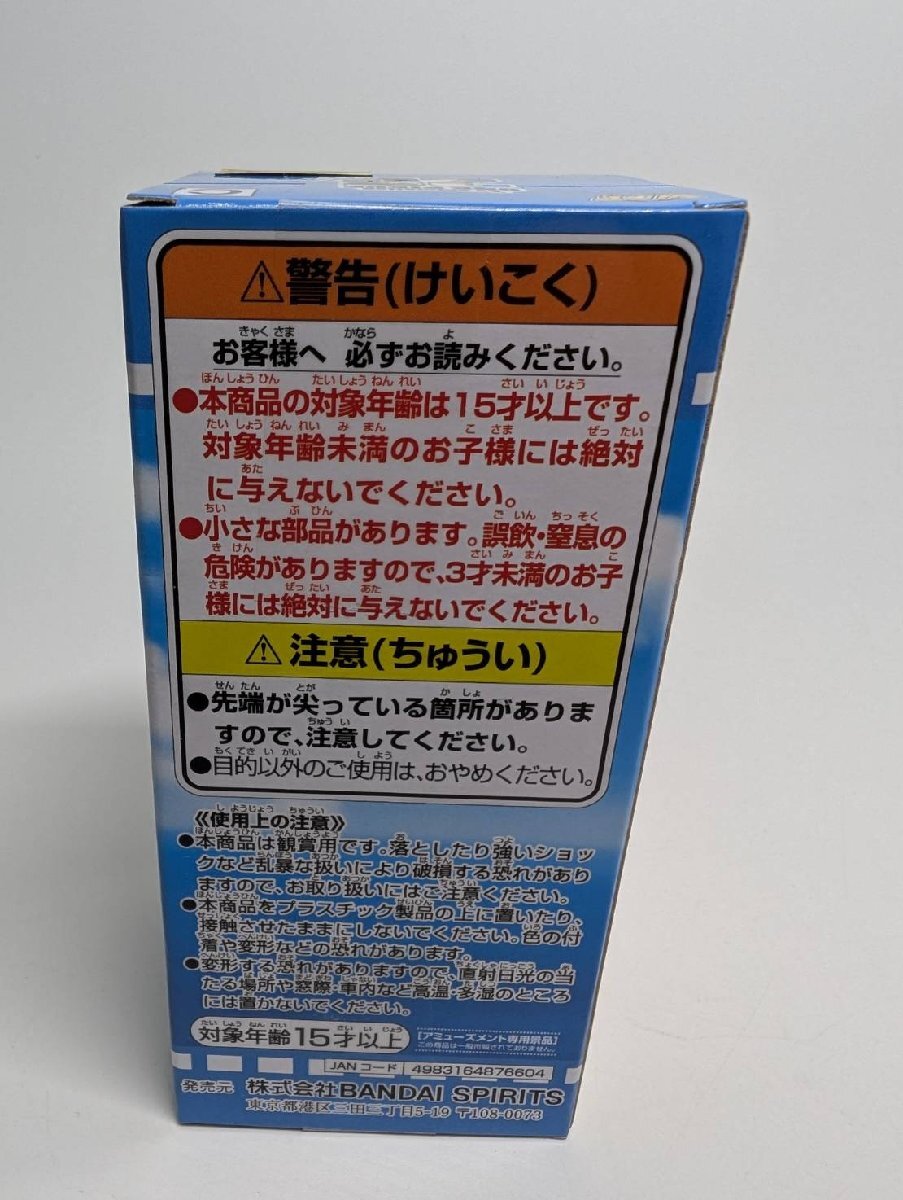 ⚠警告(けいこく)
お客様へ 必ずお読みください。
●本商品の対象年齢は15才以上です。
対象年齢未満のお子様には絶対
に与えないでください。
●小さな部品があります。誤飲・窒息の
危険がありますので、3才未満のお子
様には絶対に与えないでください。
⚠注意(ちゅうい)
●先端が尖っている箇所がありま
すので、注意してください。
●目的以外のご使用は、おやめください。
《使用上の注意》
●本商品は観賞用です。落としたり強いショッ
クなど乱暴な扱いにより破損する恐れがあり
ますので、お取り扱いにはご注意ください。
●本商品をプラスチック製品の上に置いたり、
接触させたままにしないでください。色の付
着や変形などの恐れがあります。
●変形する恐れがありますので、直射日光の当
たる場所や窓際・車内など高温・多湿のところ
には置かないでください。
対象年齢15才以上
[アミューズメント専用景品]
この商品は一般市販されておりません。
JANコード 4983164876604
発売元 株式会社BANDAI SPIRITS
東京都港区三田三丁目5-19 〒108-0073